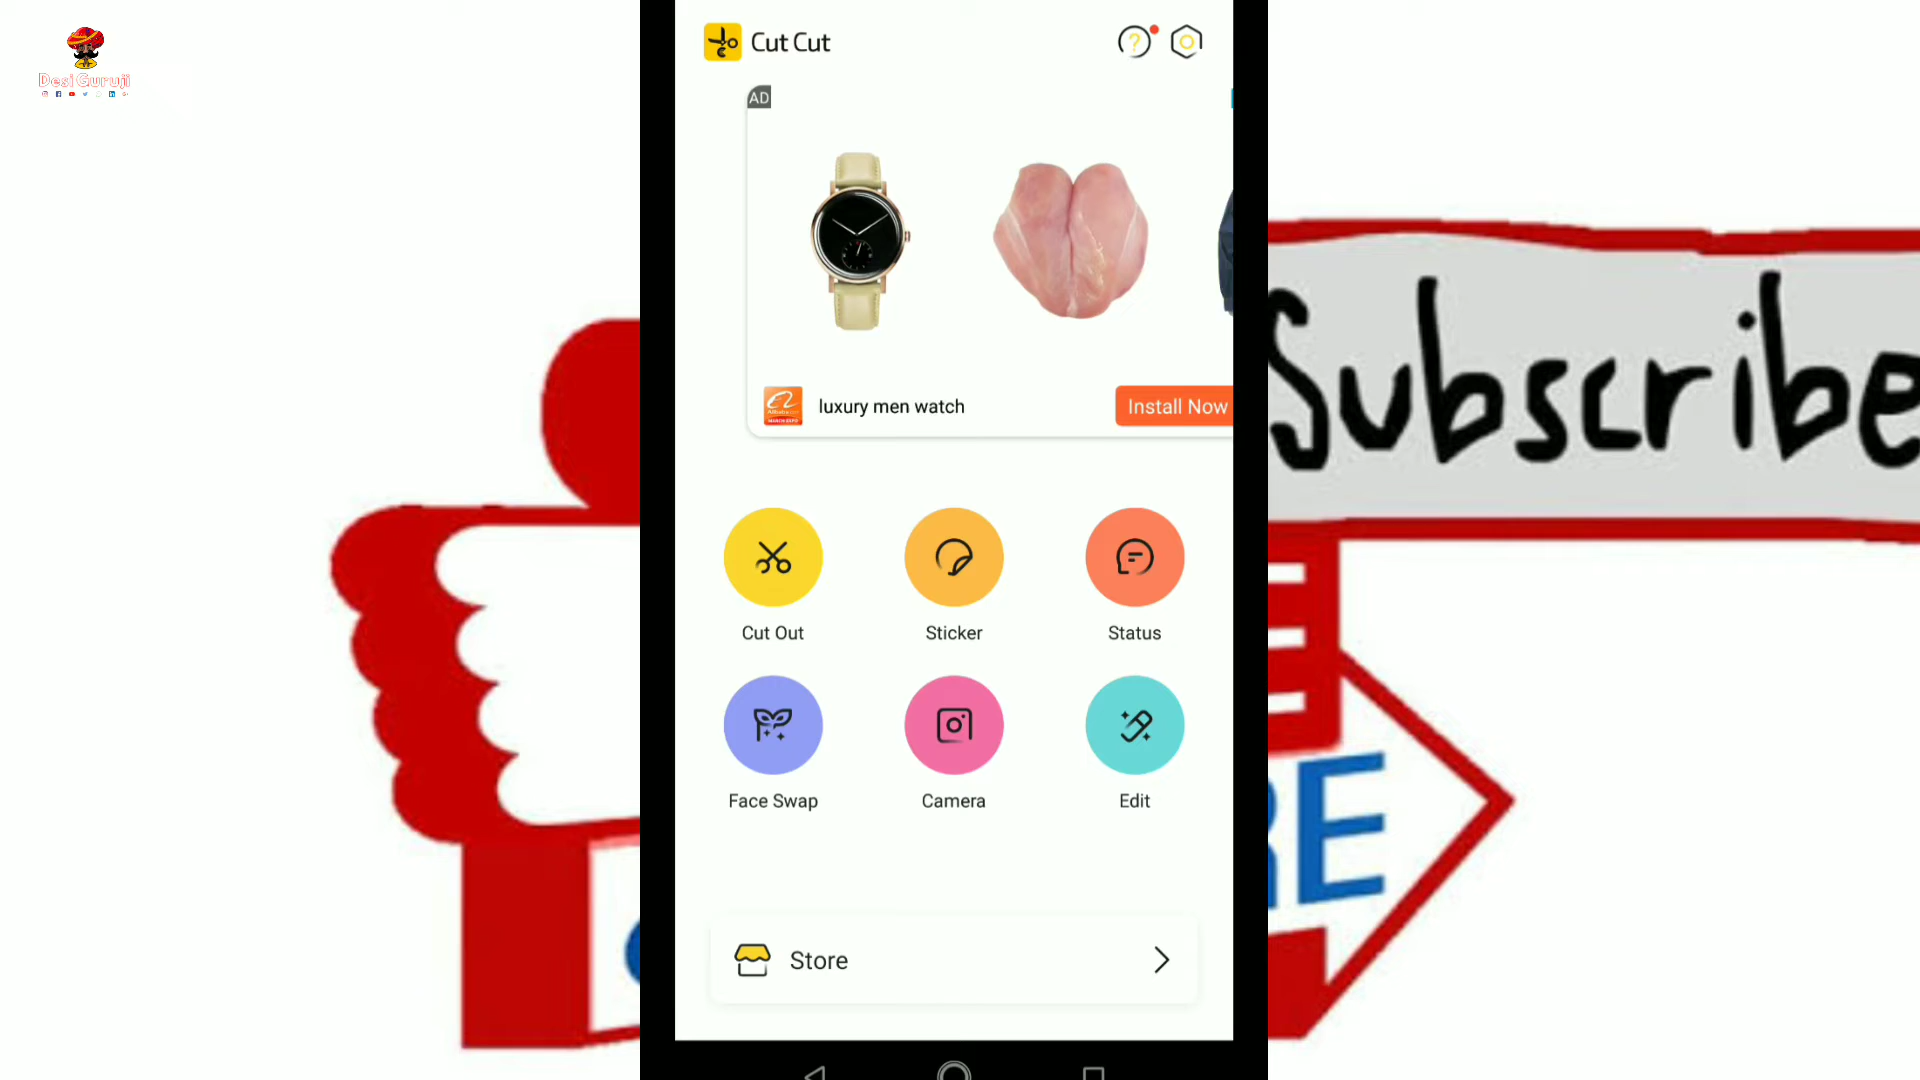 Desi Guruji
Cut Cut
AD
luxury men watch
Install Now
Subscribe
Cut Out
Sticker
Status
Face Swap
Camera
Edit
RE
Store